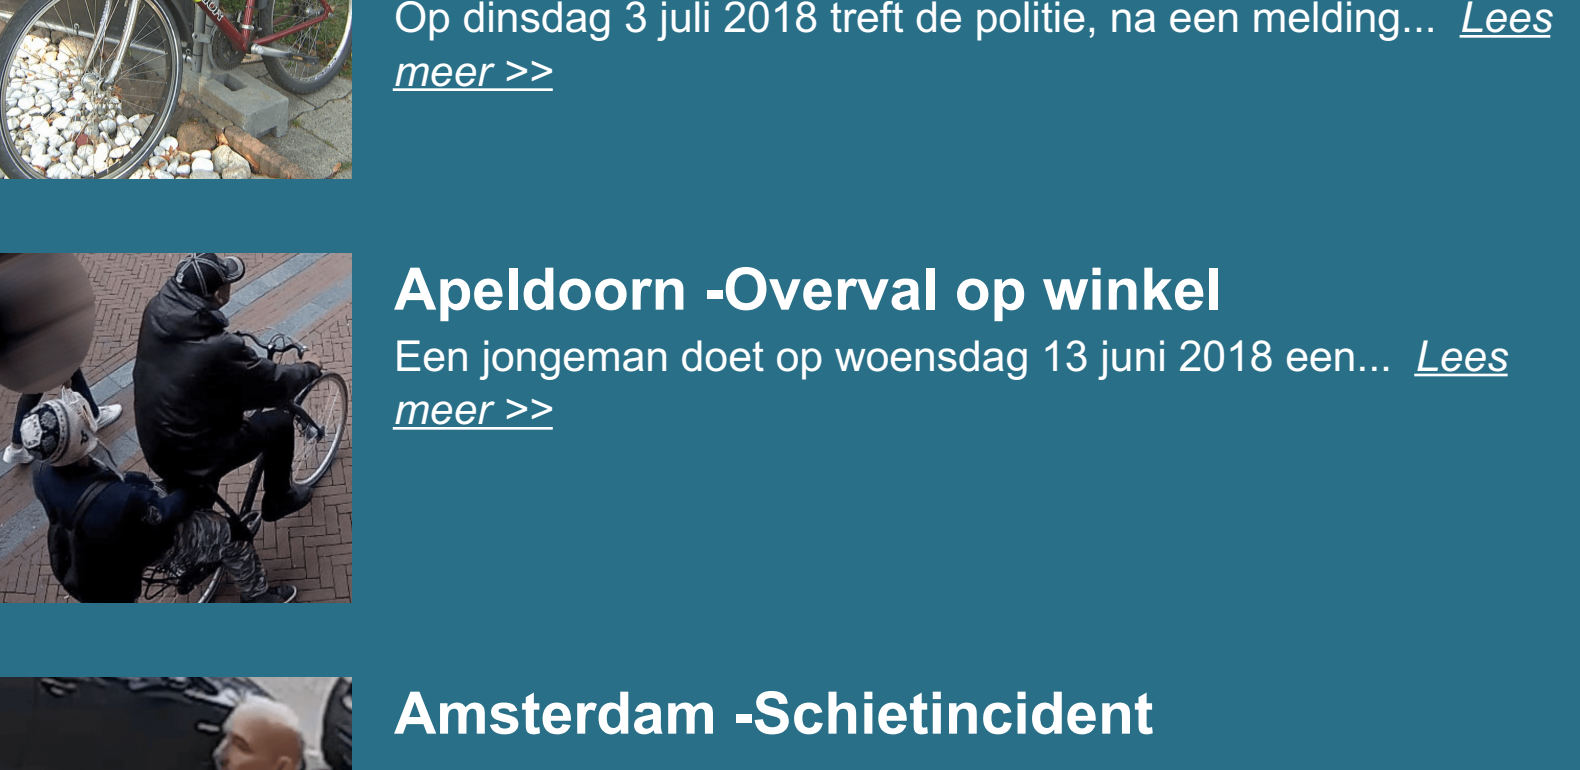 Op dinsdag 3 juli 2018 treft de politie, na een melding... Lees
meer >>
Apeldoorn -Overval op winkel
Een jongeman doet op woensdag 13 juni 2018 een... Lees
meer >>
Amsterdam -Schietincident